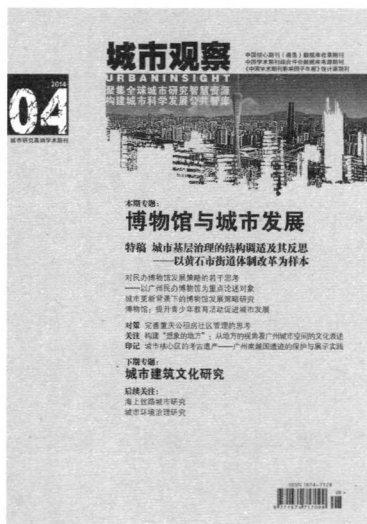 城市观察
URBANINSIGHT
聚集全球城市研究智慧资源
构建城市科学发展公共智库
中国核心期刊(遴选)数据库收录期刊
中国学术期刊综合评价数据库来源期刊
《中国学术期刊影响因子年报》统计源期刊
2014
04
城市研究高端学术期刊
本期专题:
博物馆与城市发展
特稿 城市基层治理的结构调适及其反思
——以黄石市街道体制改革为样本
对民办博物馆发展策略的若干思考
——以广州民办博物馆为重点论述对象
城市更新背景下的博物馆发展策略研究
博物馆:提升青少年教育活动促进城市发展
对策 完善重庆公租房社区管理的思考
关注 构建“想象的地方”:从地方的视角看广州城市空间的文化表述
印记 城市核心区的考古遗产——广州南越国遗迹的保护与展示实践
下期专题:
城市建筑文化研究
后续关注:
海上丝路城市研究
城市环境治理研究
ISSN 1674-7178